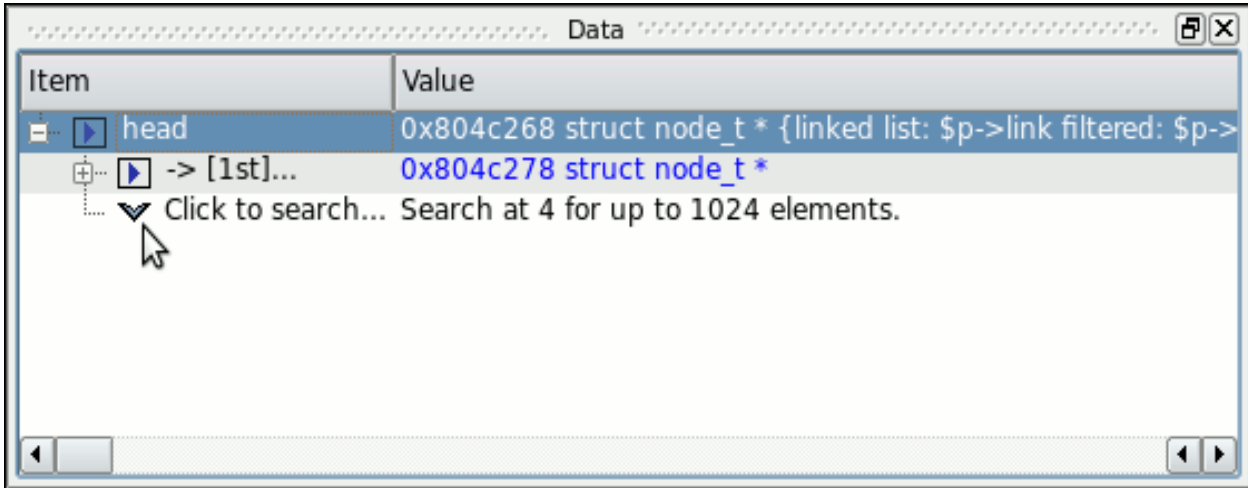 Data
Item Value
head 0x804c268 struct node_t * {linked list: $p->link filtered: $p->
-> [1st]... 0x804c278 struct node_t *
Click to search... Search at 4 for up to 1024 elements.